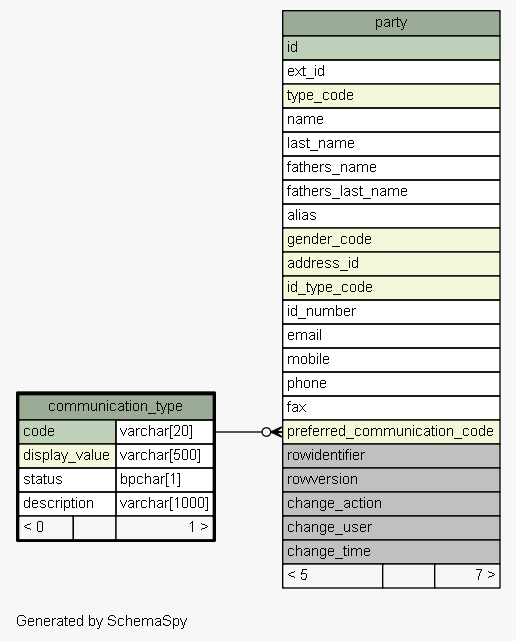 party
id
ext_id
type_code
name
last_name
fathers_name
fathers_last_name
alias
gender_code
address_id
id_type_code
id_number
email
mobile
phone
fax
preferred_communication_code
rowidentifier
rowversion
change_action
change_user
change_time
< 5 7 >
communication_type
code varchar[20]
display_value varchar[500]
status bpchar[1]
description varchar[1000]
< 0 1 >
Generated by SchemaSpy